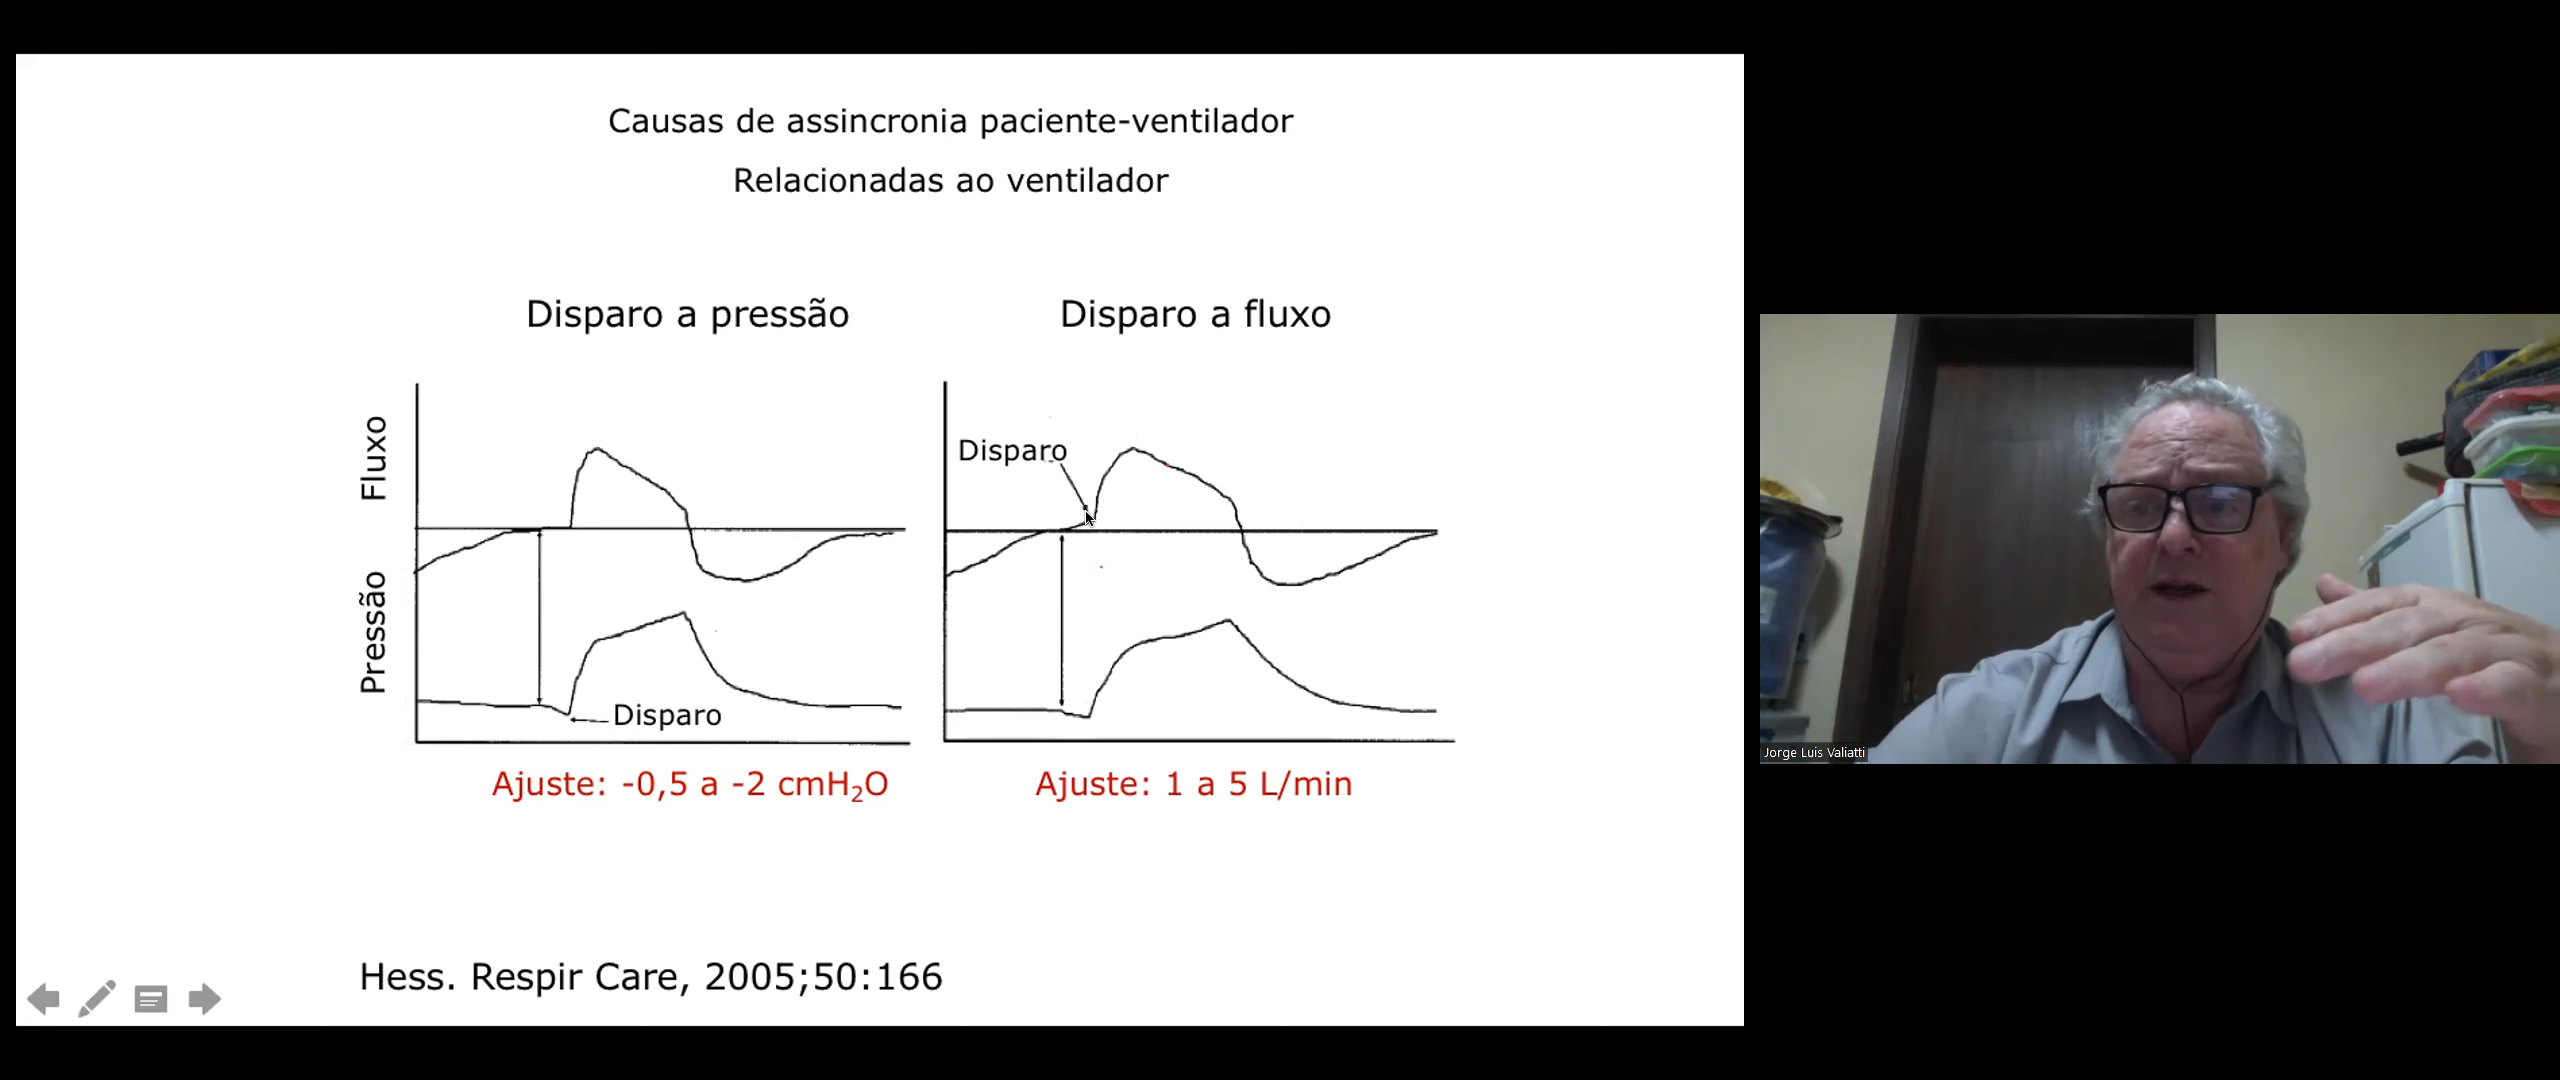 Causas de assincronia paciente-ventilador
Relacionadas ao ventilador
Disparo a pressão
Disparo a fluxo
Fluxo
Pressão
Disparo
Disparo
Ajuste: -0,5 a -2 cmH₂O
Ajuste: 1 a 5 L/min
Hess. Respir Care, 2005;50:166
Jorge Luis Valiatti